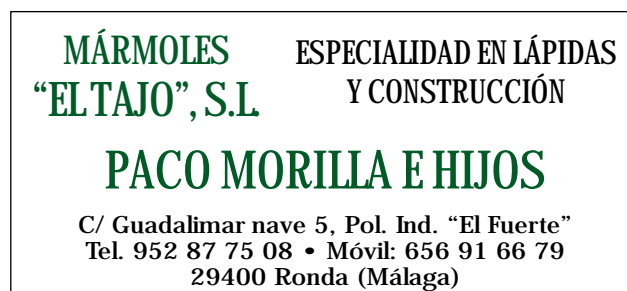 MÁRMOLES
“EL TAJO”, S.L.
ESPECIALIDAD EN LÁPIDAS
Y CONSTRUCCIÓN
PACO MORILLA E HIJOS
C/ Guadalimar nave 5, Pol. Ind. “El Fuerte”
Tel. 952 87 75 08 • Móvil: 656 91 66 79
29400 Ronda (Málaga)